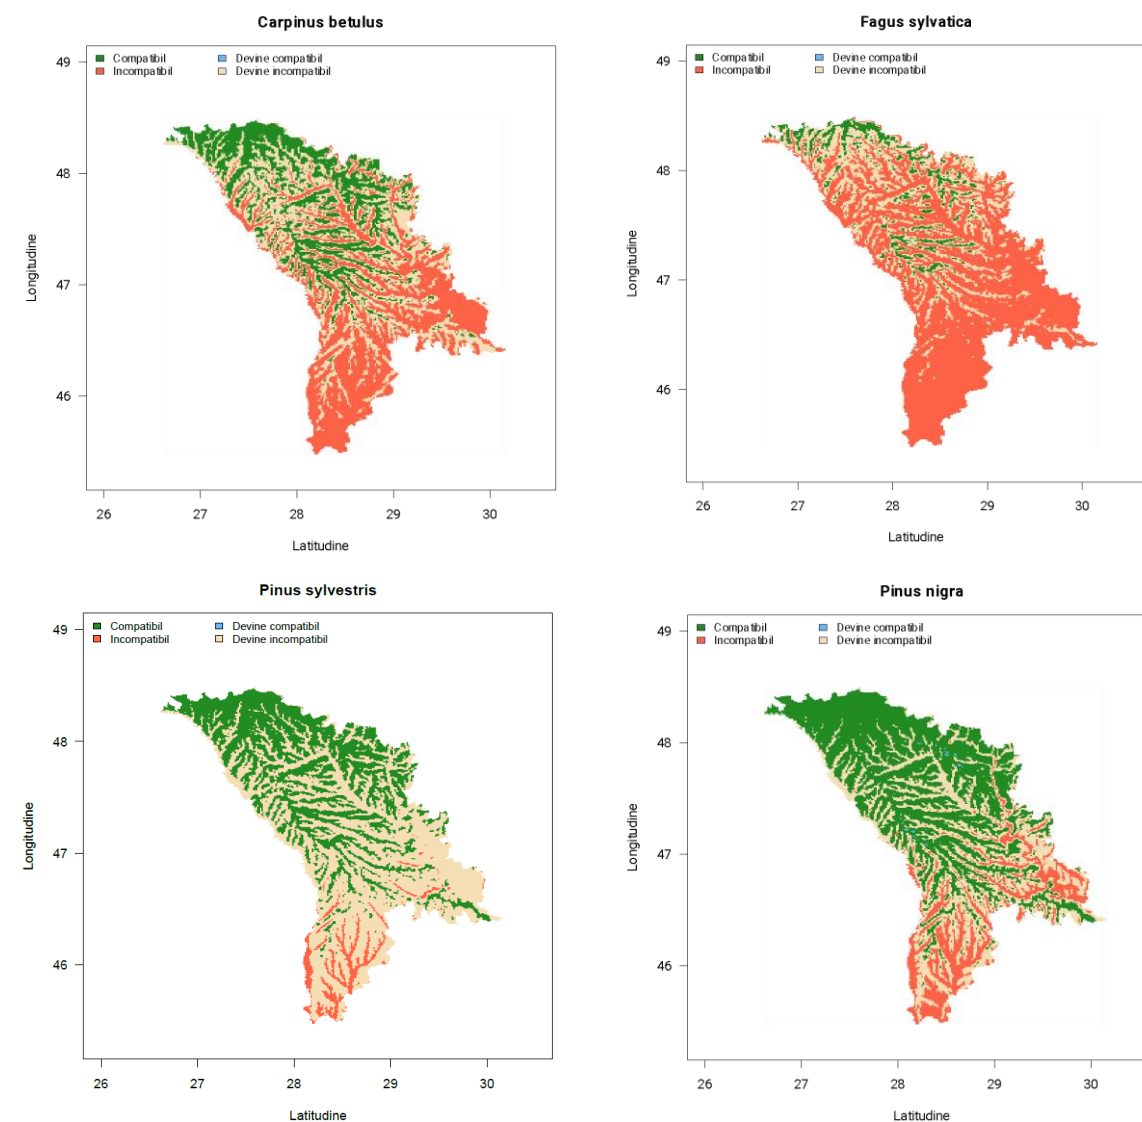 Carpinus betulus
Compatibil
Devine compatibil
Incompatibil
Devine incompatibil
49
48
47
46
Longitudine
26
27
28
29
30
Latitudine
Fagus sylvatica
Compatibil
Devine compatibil
Incompatibil
Devine incompatibil
49
48
47
46
Longitudine
26
27
28
29
30
Latitudine
Pinus sylvestris
Compatibil
Devine compatibil
Incompatibil
Devine incompatibil
49
48
47
46
Longitudine
26
27
28
29
30
Latitudine
Pinus nigra
Compatibil
Devine compatibil
Incompatibil
Devine incompatibil
49
48
47
46
Longitudine
26
27
28
29
30
Latitudine